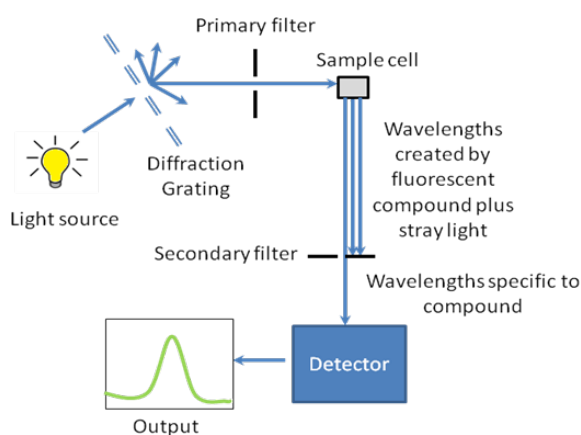 Primary filter
Sample cell
Diffraction
Grating
Light source
Wavelengths
created by
fluorescent
compound plus
stray light
Secondary filter
Wavelengths specific to
compound
Detector
Output